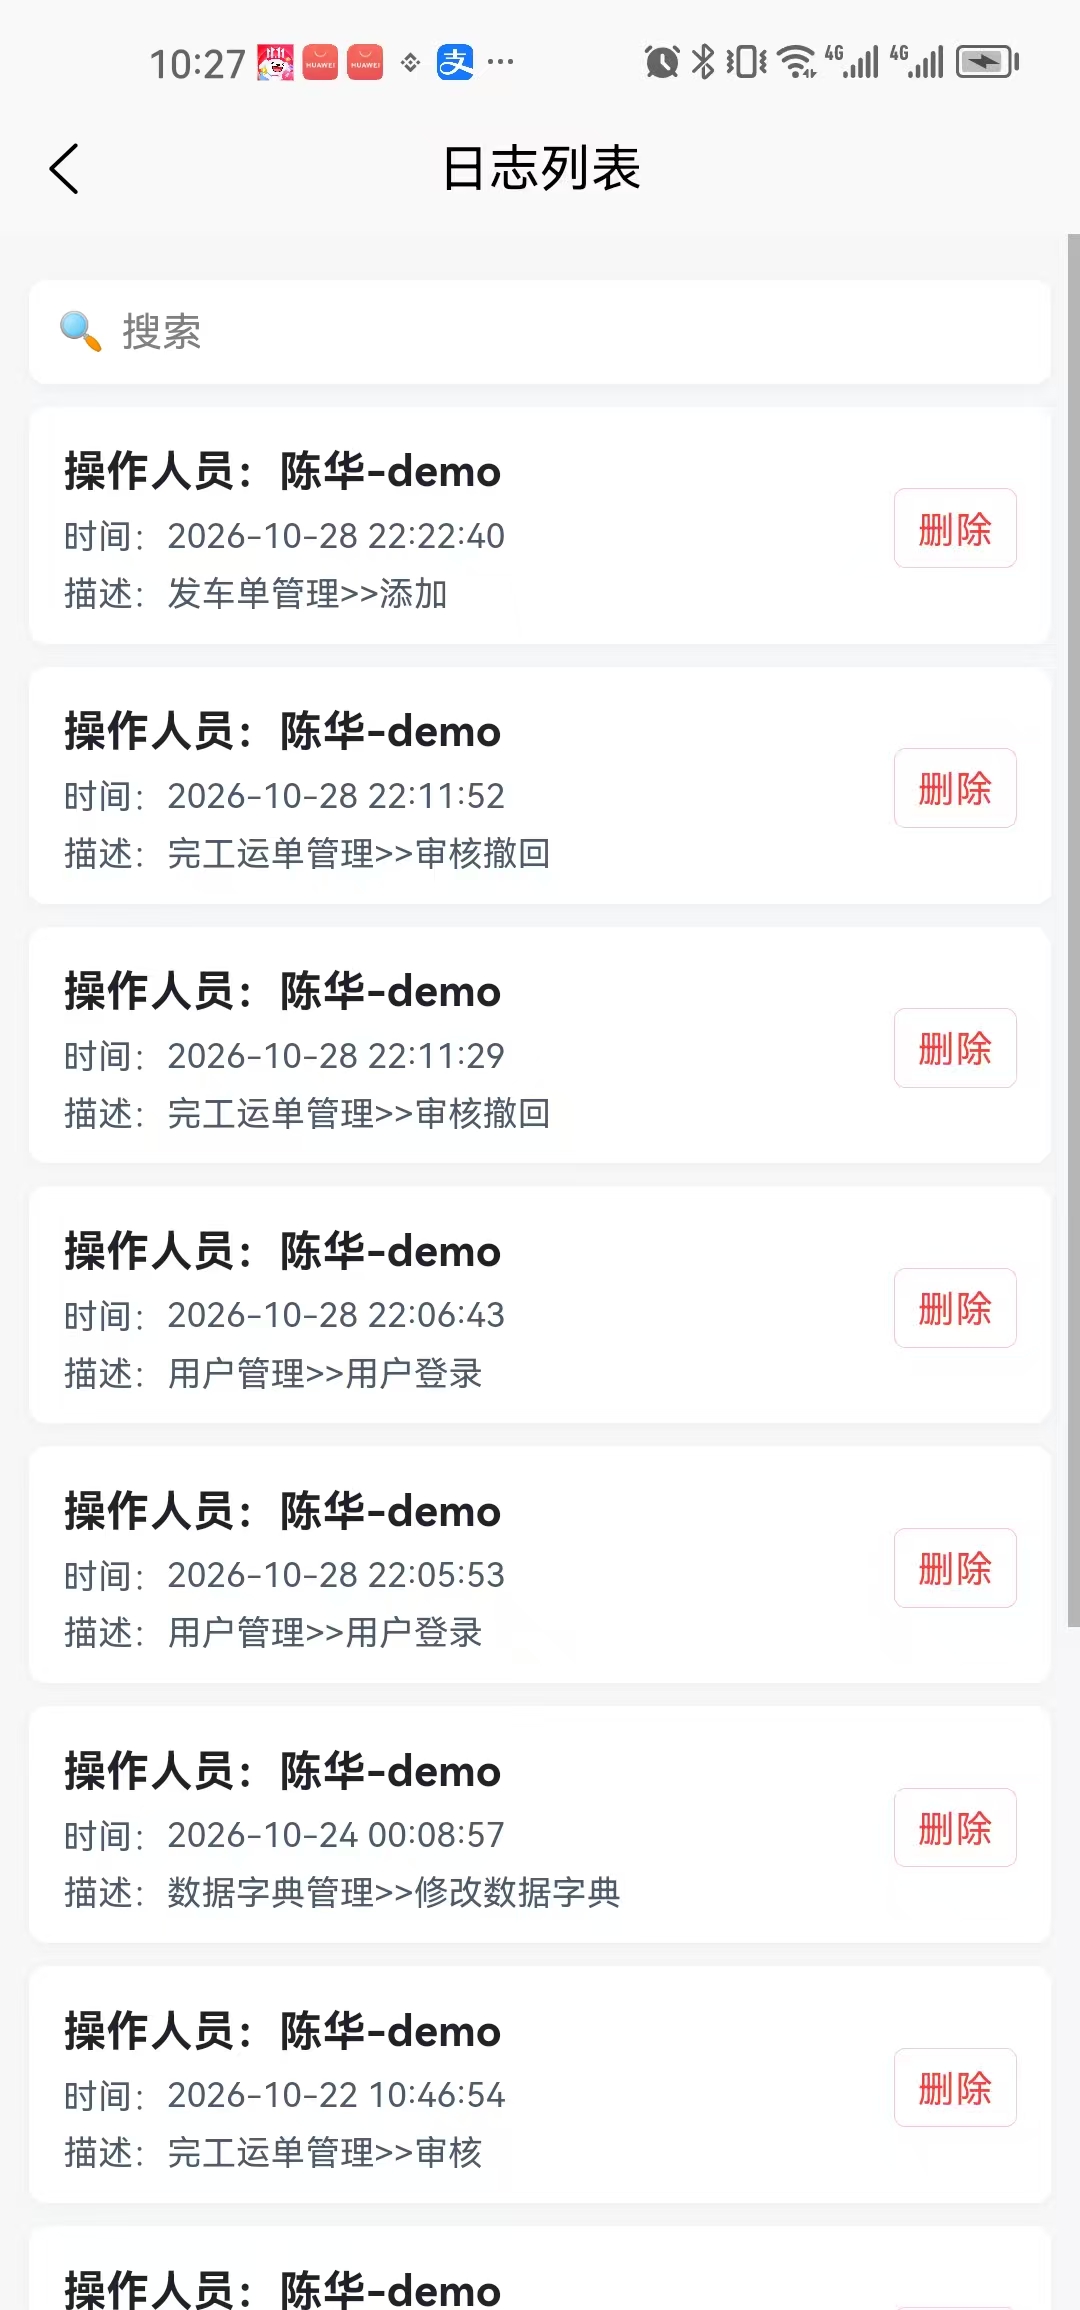 10:27
HUAWEI HUAWEI 支 ... 4G 4G
日志列表
搜索
操作人员：陈华-demo
时间：2026-10-28 22:22:40
描述：发车单管理>>添加
删除
操作人员：陈华-demo
时间：2026-10-28 22:11:52
描述：完工运单管理>>审核撤回
删除
操作人员：陈华-demo
时间：2026-10-28 22:11:29
描述：完工运单管理>>审核撤回
删除
操作人员：陈华-demo
时间：2026-10-28 22:06:43
描述：用户管理>>用户登录
删除
操作人员：陈华-demo
时间：2026-10-28 22:05:53
描述：用户管理>>用户登录
删除
操作人员：陈华-demo
时间：2026-10-24 00:08:57
描述：数据字典管理>>修改数据字典
删除
操作人员：陈华-demo
时间：2026-10-22 10:46:54
描述：完工运单管理>>审核
删除
操作人员：陈华-demo